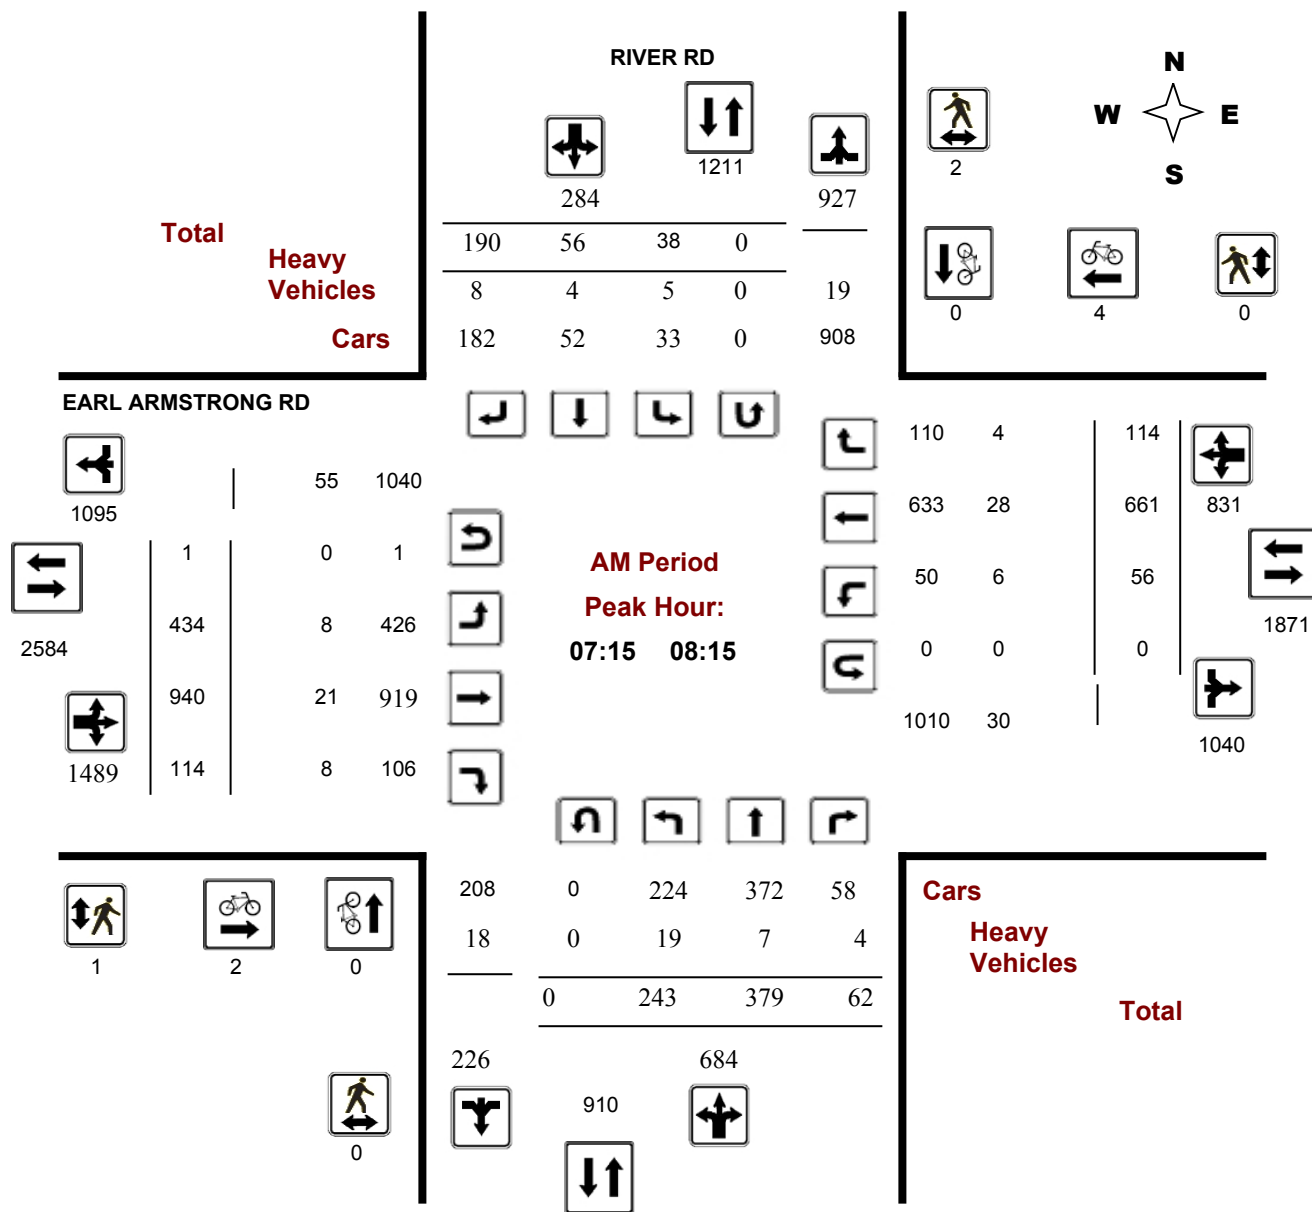 RIVER RD
N
W E
S
1211
2
284 927
Total
190 56 38 0
Heavy
Vehicles
8 4 5 0 19
0 4 0
Cars
182 52 33 0 908
EARL ARMSTRONG RD
110 4 114
55 1040
1095
633 28 661 831
1 0 1
AM Period
50 6 56
Peak Hour:
434 8 426
1871
2584
07:15 08:15
0 0 0
940 21 919
1010 30
1040
1489 114 8 106
208 0 224 372 58
Cars
18 0 19 7 4
Heavy
Vehicles
1 2 0
0 243 379 62
Total
226 684
910
0